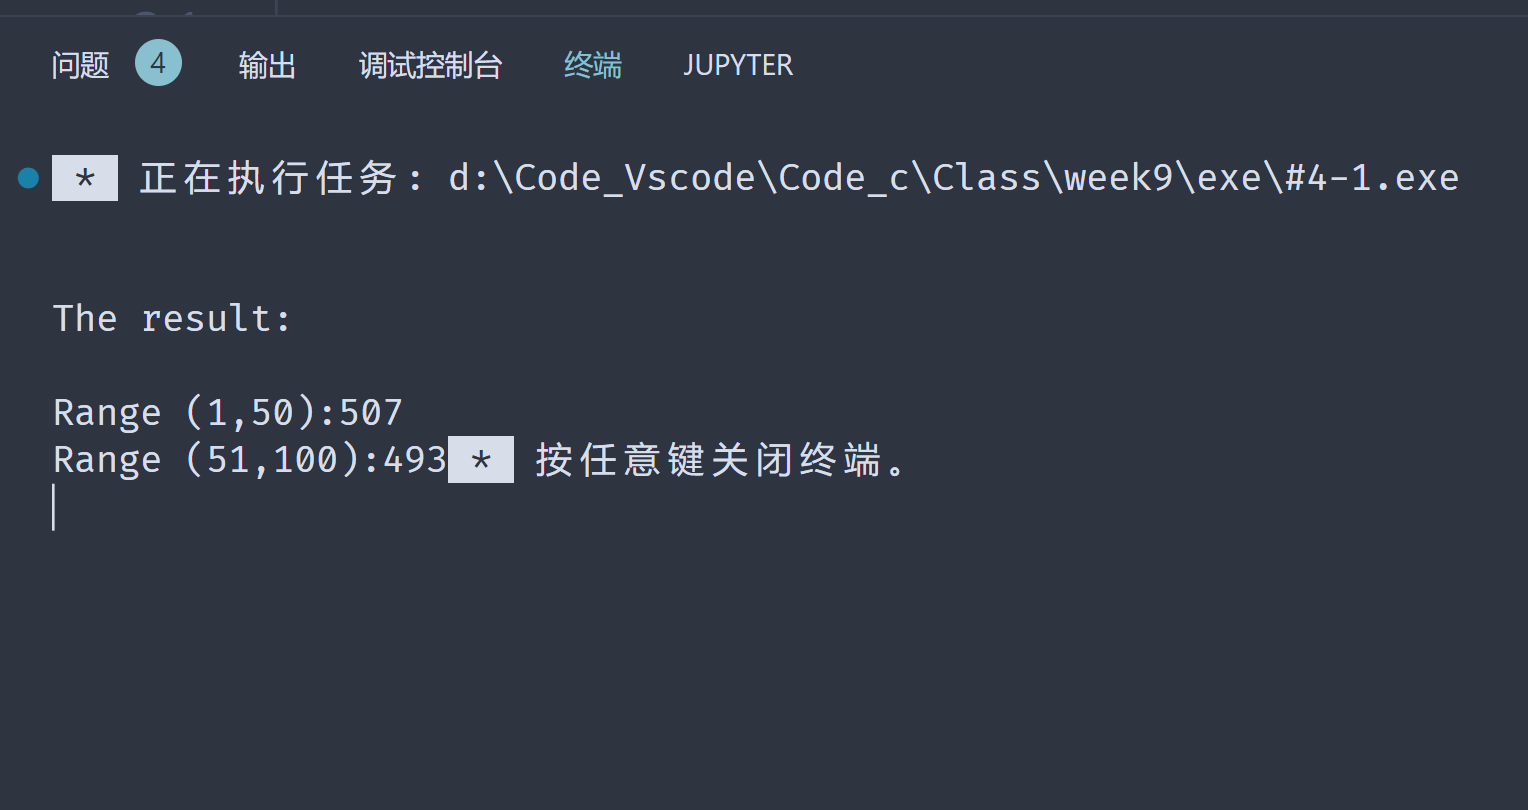 问题 4 输出 调试控制台 终端 JUPYTER
* 正在执行任务: d:\Code_Vscode\Code_c\Class\week9\exe\#4-1.exe
The result:
Range (1,50):507
Range (51,100):493 * 按任意键关闭终端。